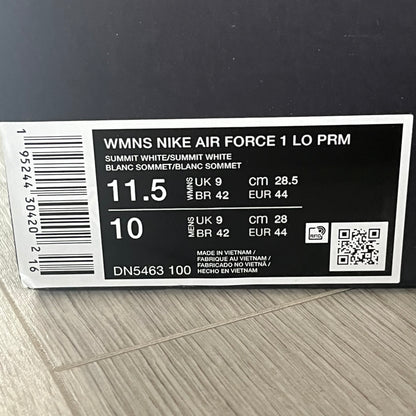 WMNS NIKE AIR FORCE 1 LO PRM
SUMMIT WHITE/SUMMIT WHITE
BLANC SOMMET/BLANC SOMMET
11.5 WMNS UK 9 cm 28.5
BR 42 EUR 44
10 MENS UK 9 cm 28
BR 42 EUR 44
MADE IN VIETNAM /
FABRIQUE AU VIETNAM /
FABRICADO NO VIETNÃ /
HECHO EN VIETNAM
DN5463 100
RFID
1 95244 30420 2 16